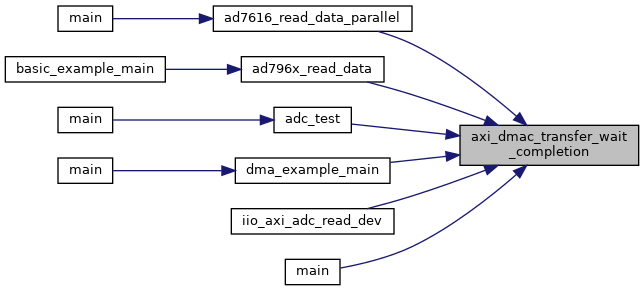 main
ad7616_read_data_parallel
basic_example_main
ad796x_read_data
main
adc_test
axi_dmac_transfer_wait
_completion
main
dma_example_main
iio_axi_adc_read_dev
main